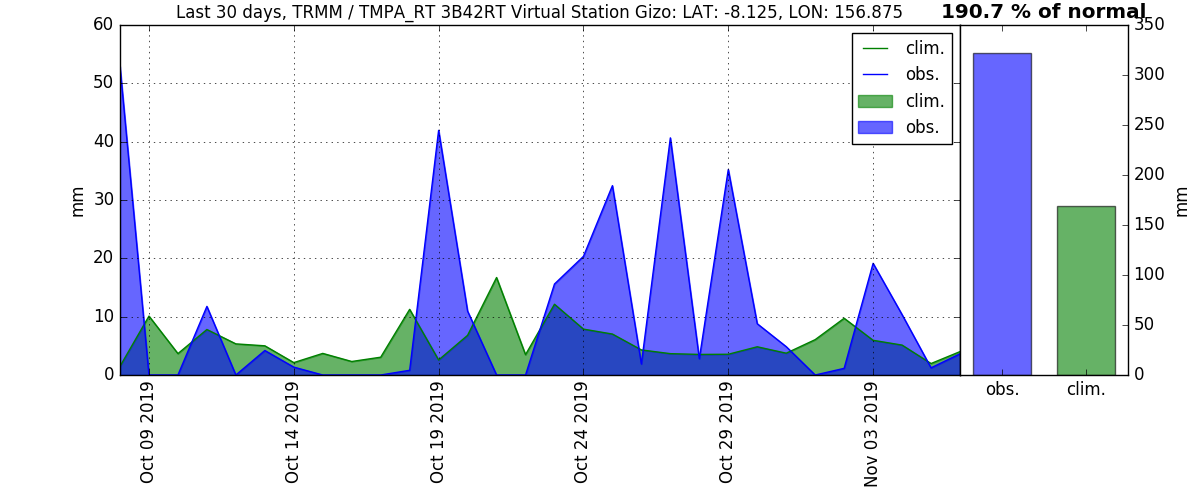 Last 30 days, TRMM / TMPA_RT 3B42RT Virtual Station Gizo: LAT: -8.125, LON: 156.875
190.7 % of normal
60
50
40
30
20
10
0
mm
clim.
obs.
clim.
obs.
Oct 09 2019
Oct 14 2019
Oct 19 2019
Oct 24 2019
Oct 29 2019
Nov 03 2019
350
300
250
200
150
100
50
0
mm
obs.
clim.